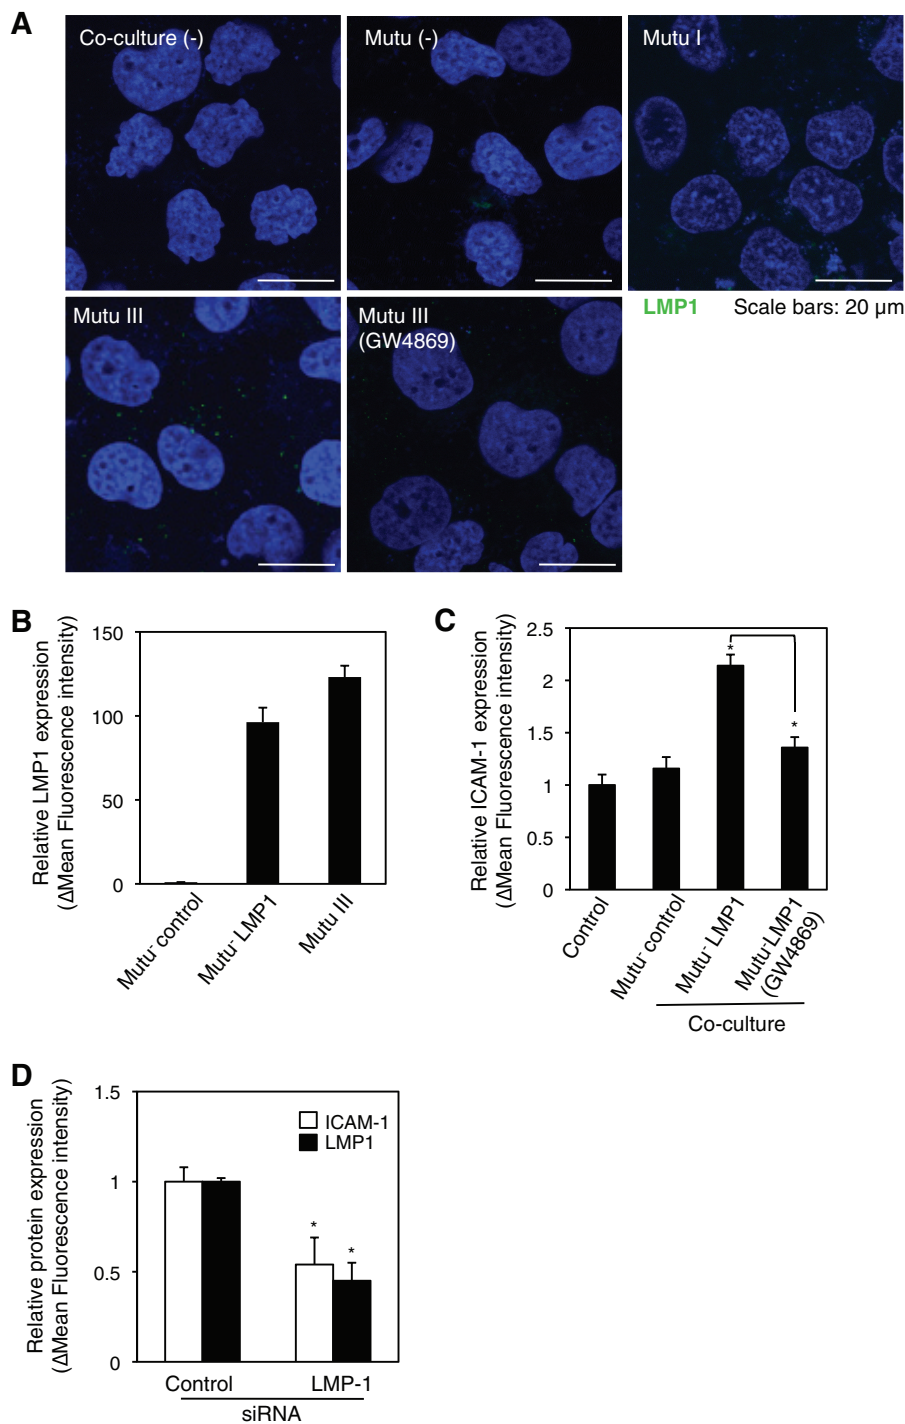 A
Co-culture (-)
Mutu (-)
Mutu I
Mutu III
Mutu III
(GW4869)
LMP1 Scale bars: 20 µm
B
Relative LMP1 expression
(ΔMean Fluorescence intensity)
150
100
50
0
Mutu⁻ control
Mutu⁻ LMP1
Mutu III
C
Relative ICAM-1 expression
(ΔMean Fluorescence intensity)
2.5
2
1.5
1
0.5
0
*
*
Control
Mutu⁻ control
Mutu⁻ LMP1
Mutu⁻LMP1
(GW4869)
Co-culture
D
Relative protein expression
(ΔMean Fluorescence intensity)
1.5
1
0.5
0
ICAM-1
LMP1
*
*
Control
LMP-1
siRNA